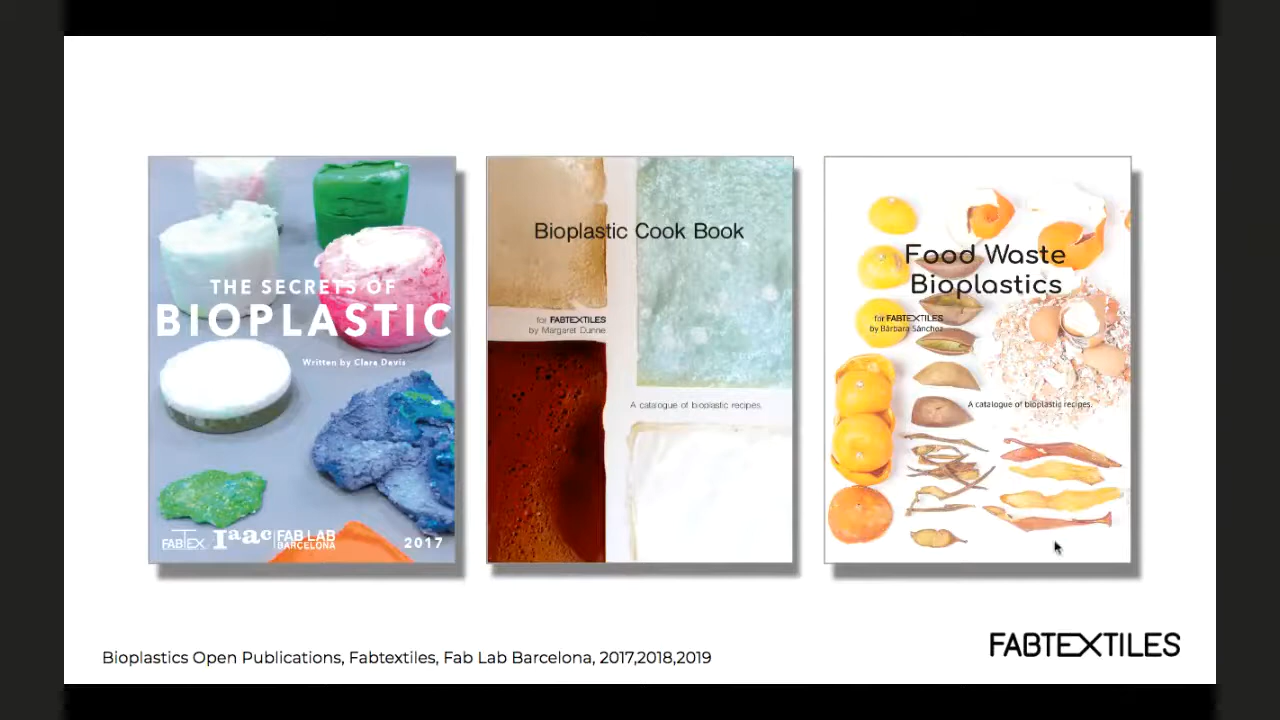 THE SECRETS OF
BIOPLASTIC
Written by Clara Davis
FABTEX
Iaac
FAB LAB
BARCELONA
2017
Bioplastic Cook Book
for FABTEXTILES
by Margaret Dunne
A catalogue of bioplastic recipes.
Food Waste
Bioplastics
for FABTEXTILES
by Bárbara Sánchez
A catalogue of bioplastic recipes.
Bioplastics Open Publications, Fabtextiles, Fab Lab Barcelona, 2017,2018,2019
FABTEXTILES